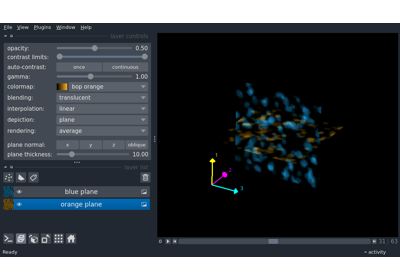 File View Plugins Window Help
layer controls
opacity: 0.50
contrast limits:
auto-contrast: once continuous
gamma: 1.00
colormap: bop orange
blending: translucent
interpolation: linear
depiction: plane
rendering: average
plane normal: x y z oblique
plane thickness: 10.00
layer list
blue plane
orange plane
1
2
3
0 31 63
Ready activity